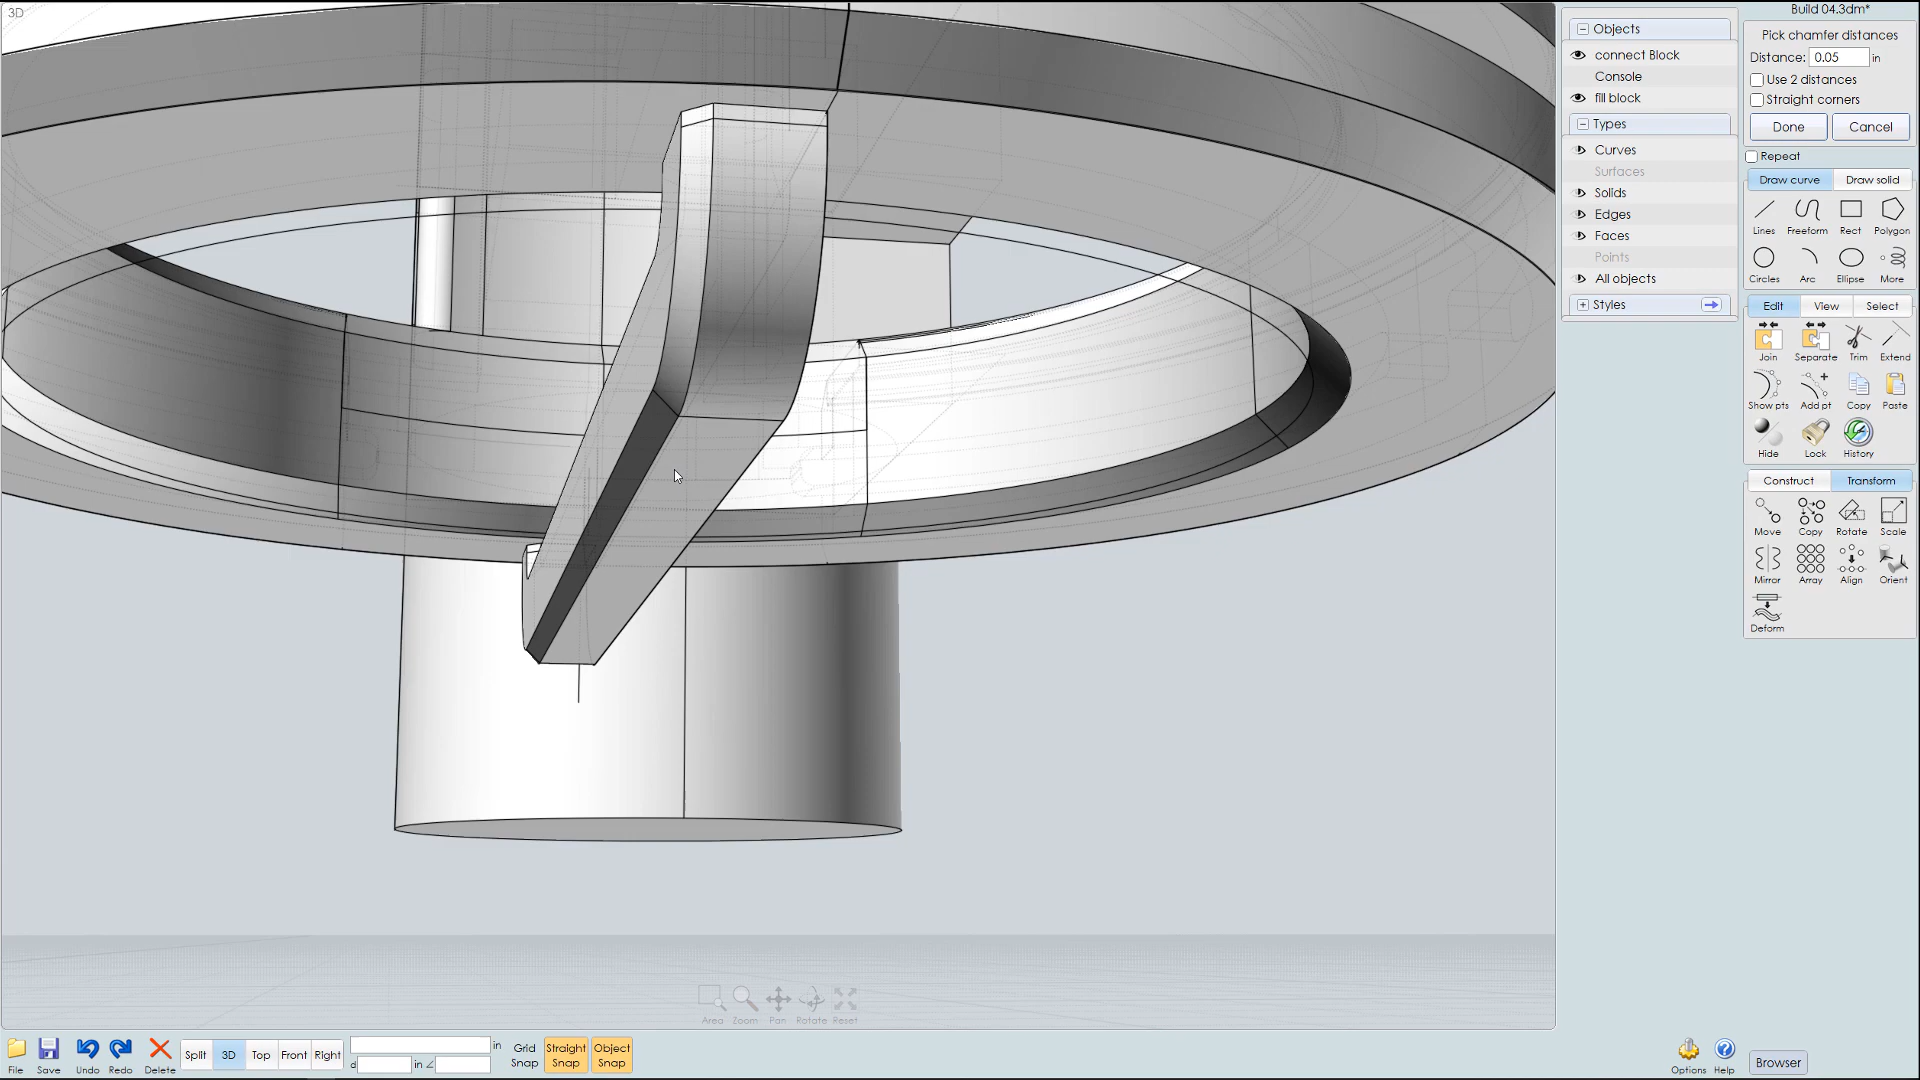 3D
Objects
connect Block
Console
fill block
Types
Curves
Surfaces
Solids
Edges
Faces
Points
All objects
Styles
Build 04.3dm*
Pick chamfer distances
Distance: 0.05 in
Use 2 distances
Straight corners
Done Cancel
Repeat
Draw curve Draw solid
Lines Freeform Rect Polygon
Circles Arc Ellipse More
Edit View Select
Join Separate Trim Extend
Show pts Add pt Copy Paste
Hide Lock History
Construct Transform
Move Copy Rotate Scale
Mirror Array Align Orient
Deform
Area Zoom Pan Rotate Reset
File Save Undo Redo Delete
Split 3D Top Front Right
in
d in ∠
Grid Snap
Straight Snap
Object Snap
Options Help
Browser